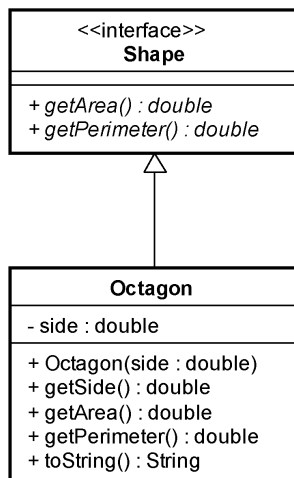 <<interface>>
Shape
+ getArea() : double
+ getPerimeter() : double
Octagon
- side : double
+ Octagon(side : double)
+ getSide() : double
+ getArea() : double
+ getPerimeter() : double
+ toString() : String